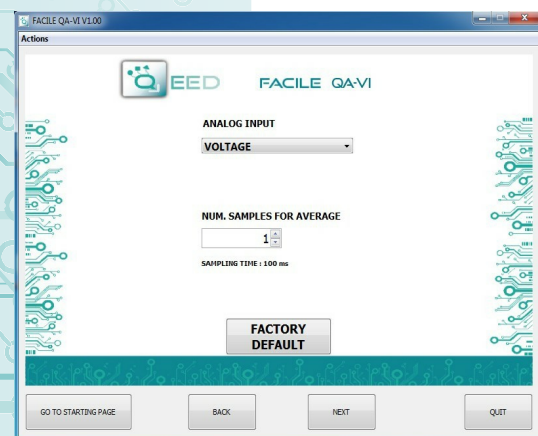 FACILE QA-VI V1.00
Actions
QEED FACILE QA-VI
ANALOG INPUT
VOLTAGE
NUM. SAMPLES FOR AVERAGE
1
SAMPLING TIME : 100 ms
FACTORY
DEFAULT
GO TO STARTING PAGE BACK NEXT QUIT